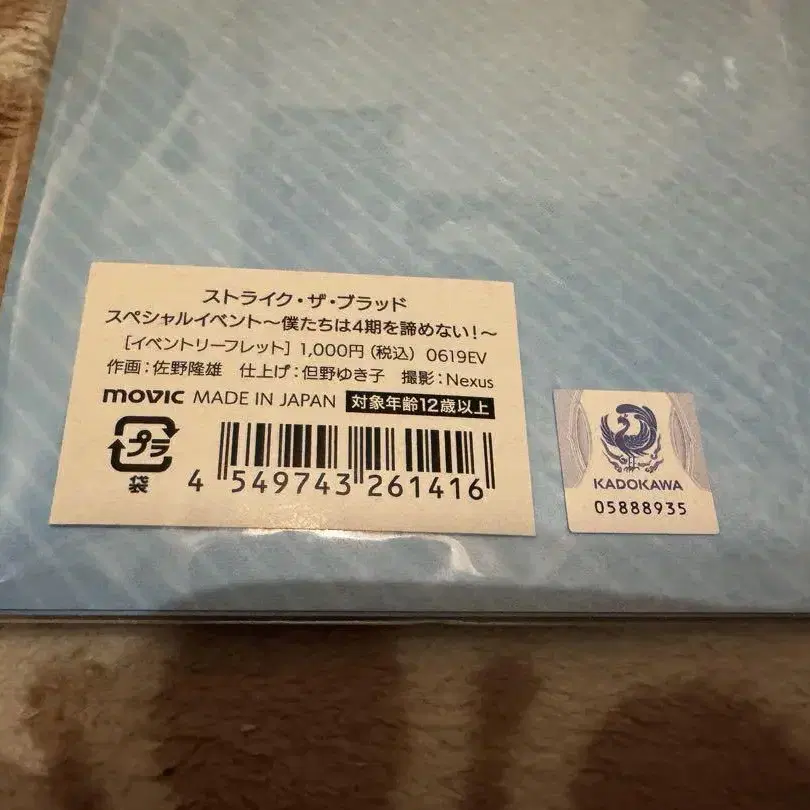 ストライク・ザ・ブラッド
スペシャルイベント〜僕たちは4期を諦めない!〜
[イベントリーフレット] 1,000円(税込) 0619EV
作画:佐野隆雄 仕上げ:但野ゆき子 撮影:Nexus
movic MADE IN JAPAN 対象年齢12歳以上
プラ
袋
4 549743 261416
KADOKAWA
05888935